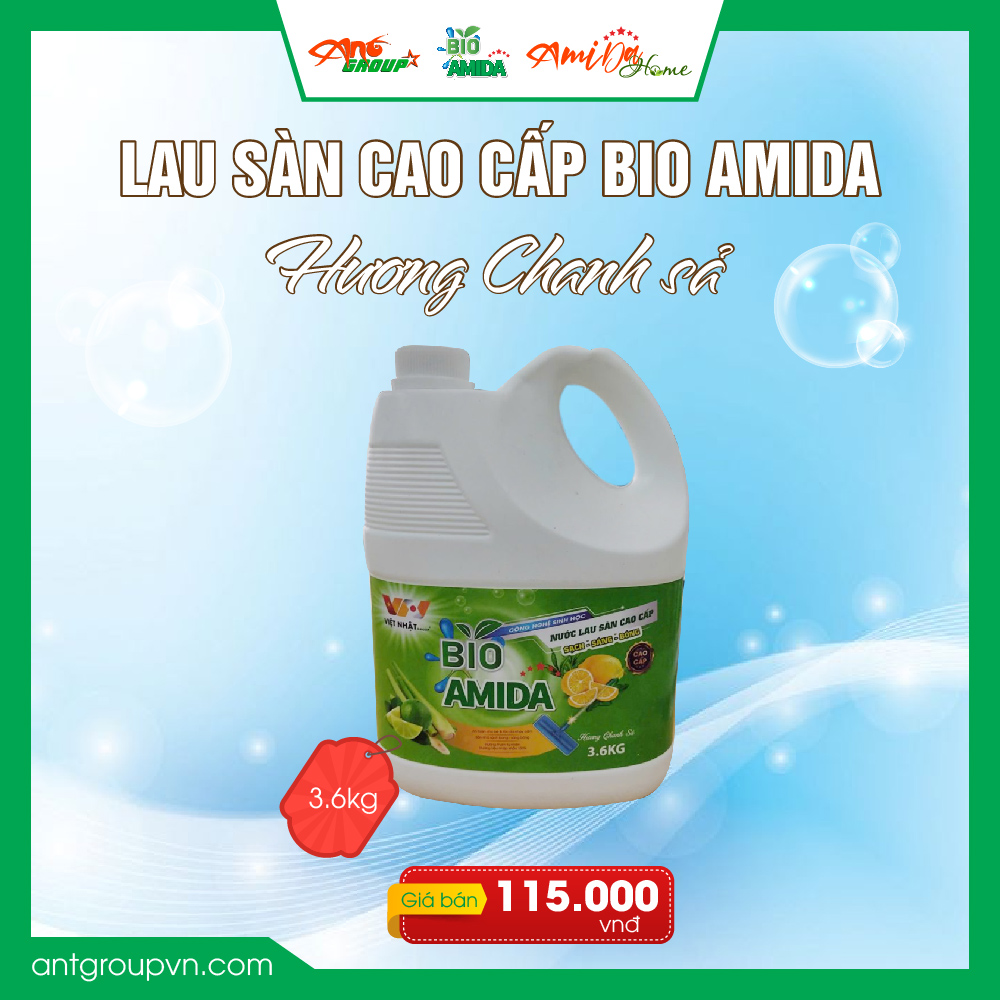 Ant GROUP
BIO AMIDA
AmiDa Home
LAU SÀN CAO CẤP BIO AMIDA
Hương Chanh sả
VIỆT NHẬT
CÔNG NGHỆ SINH HỌC
NƯỚC LAU SÀN CAO CẤP
SẠCH - SÁNG - BÓNG
BIO
AMIDA
CAO CẤP
Hương Chanh Sả
3.6KG
3.6kg
Giá bán 115.000
vnđ
antgroupvn.com